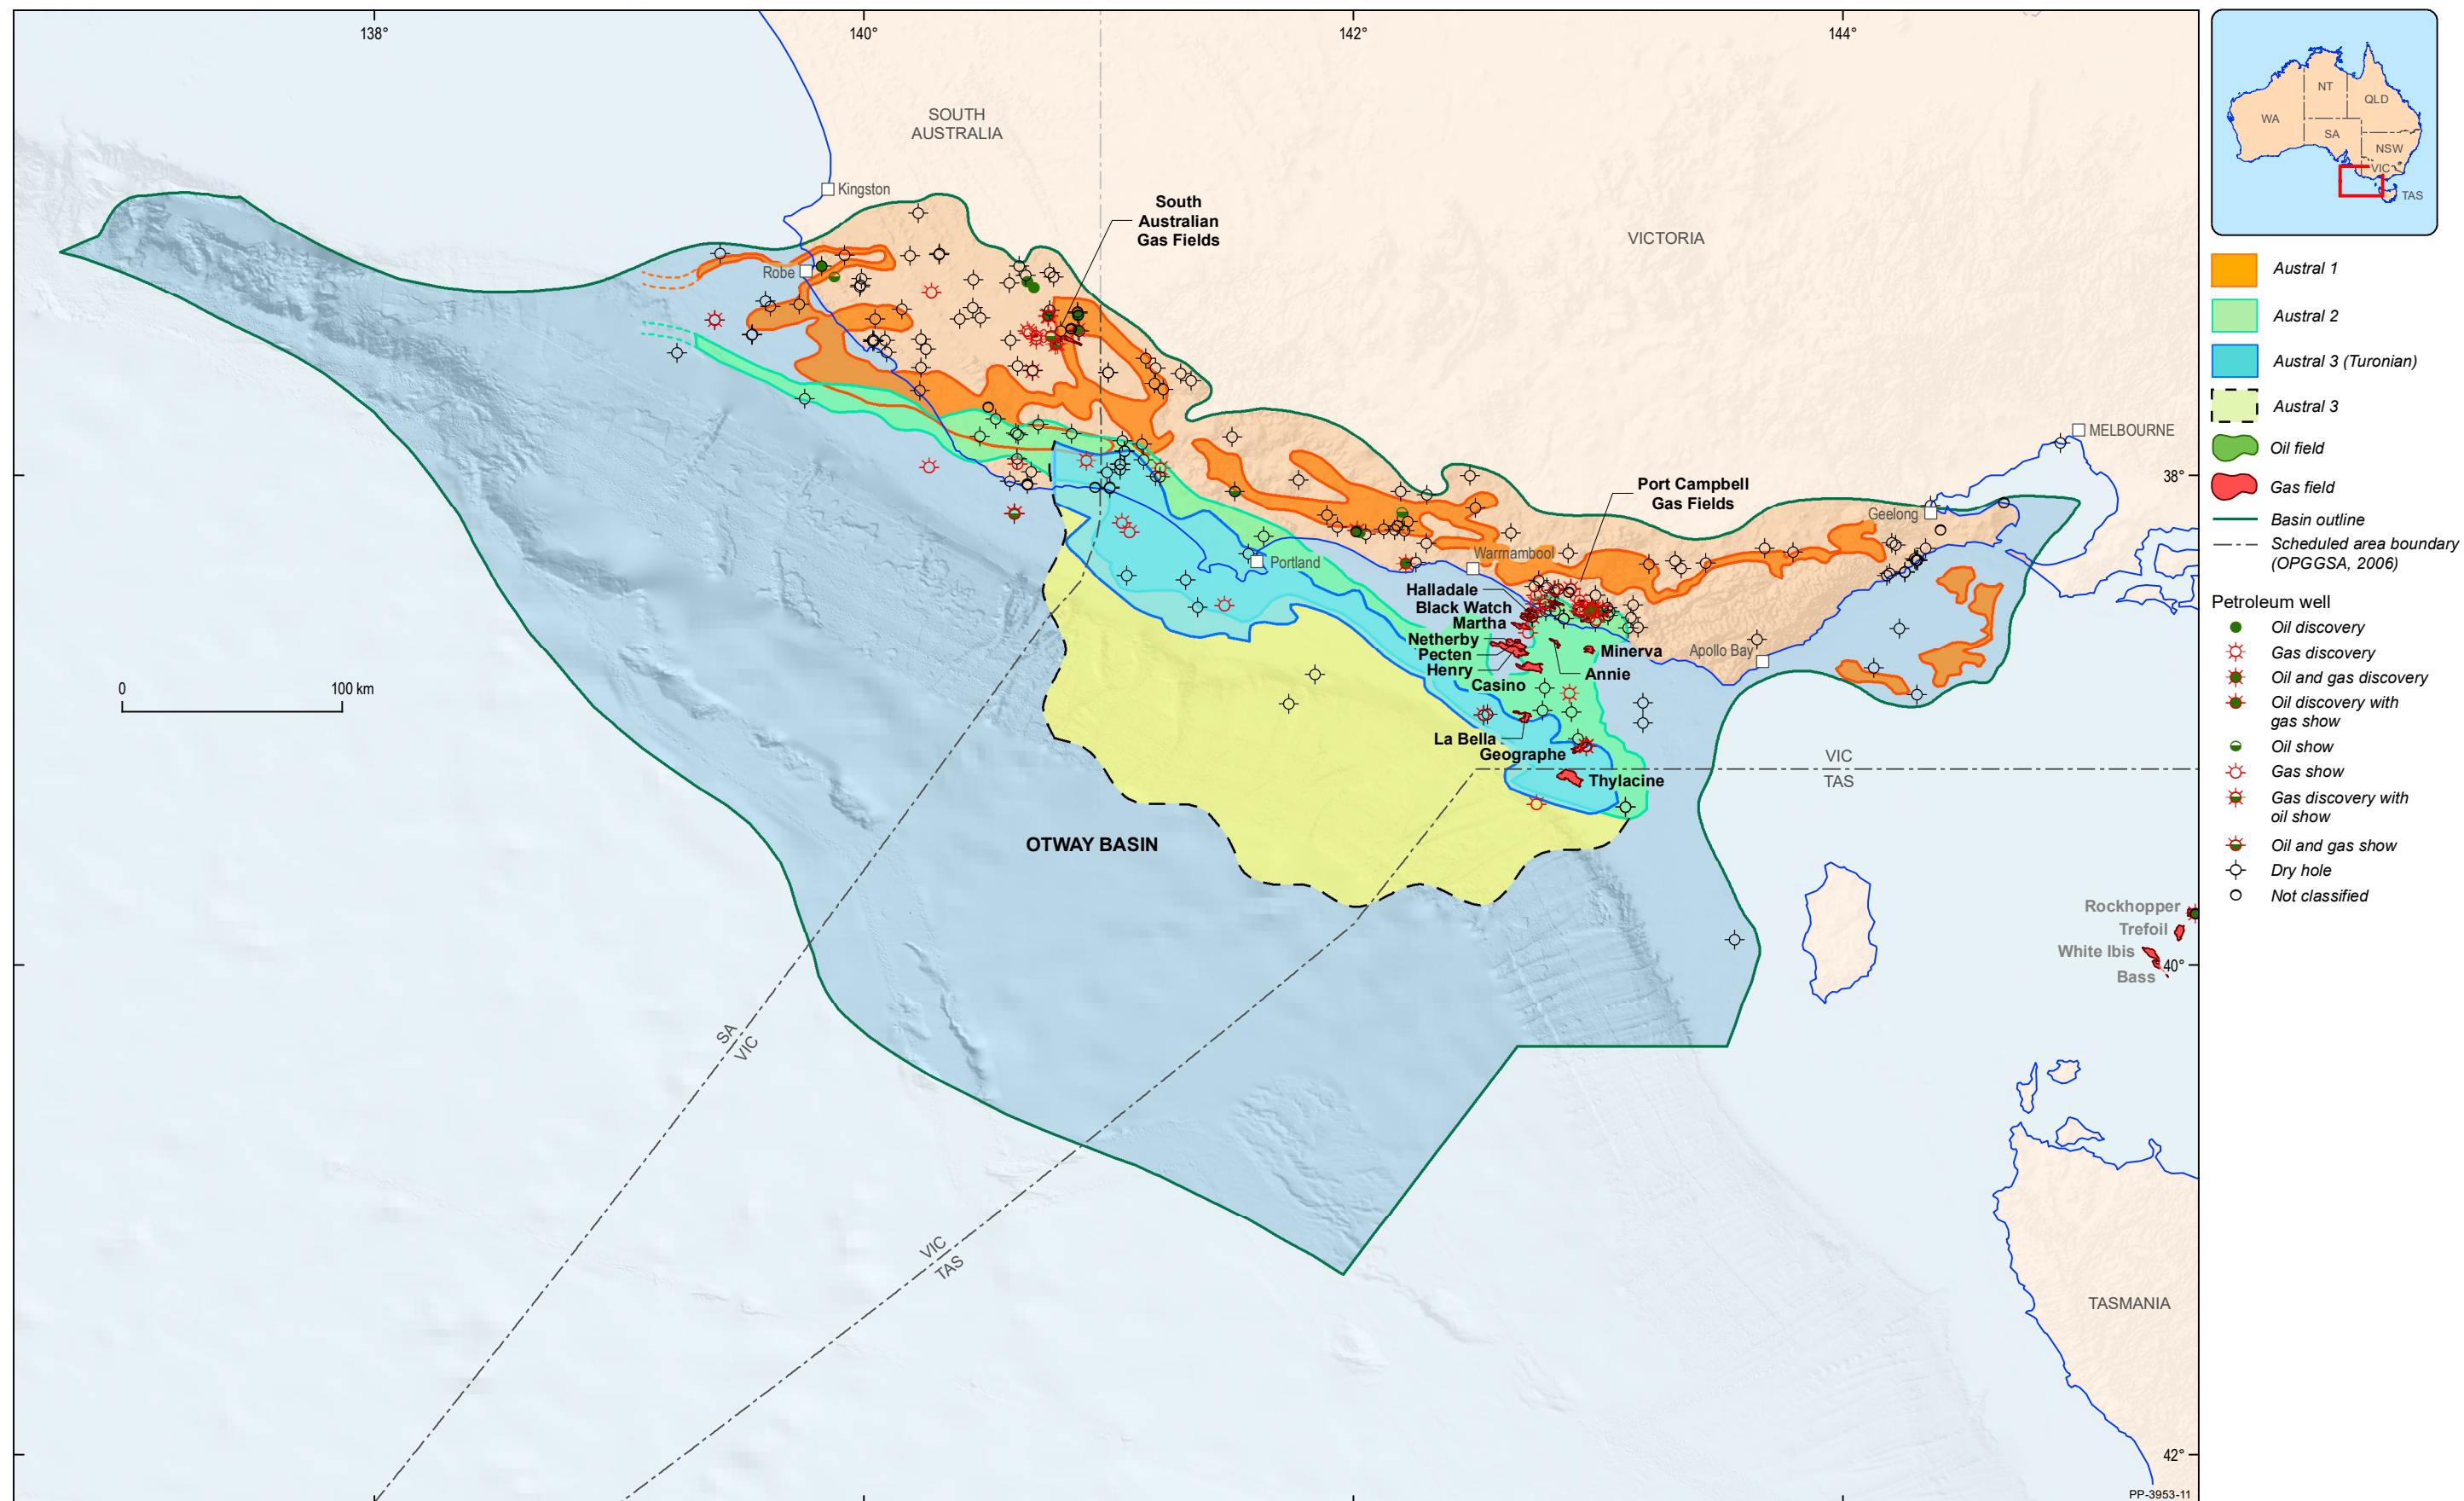 138°
140°
142°
144°
SOUTH
AUSTRALIA
Kingston
South
Australian
Gas Fields
VICTORIA
Robe
MELBOURNE
38°
Port Campbell
Gas Fields
Geelong
Warrnambool
Portland
Halladale
Black Watch
Martha
Netherby
Pecten
Henry
Casino
Minerva
Annie
Apollo Bay
0
100 km
La Bella
Geographe
Thylacine
VIC
TAS
OTWAY BASIN
Rockhopper
Trefoil
White Ibis
Bass
40°
SA
VIC
VIC
TAS
TASMANIA
42°
PP-3953-11
NT
QLD
WA
SA
NSW
VIC
TAS
Austral 1
Austral 2
Austral 3 (Turonian)
Austral 3
Oil field
Gas field
Basin outline
Scheduled area boundary
(OPGGSA, 2006)
Petroleum well
Oil discovery
Gas discovery
Oil and gas discovery
Oil discovery with
gas show
Oil show
Gas show
Gas discovery with
oil show
Oil and gas show
Dry hole
Not classified